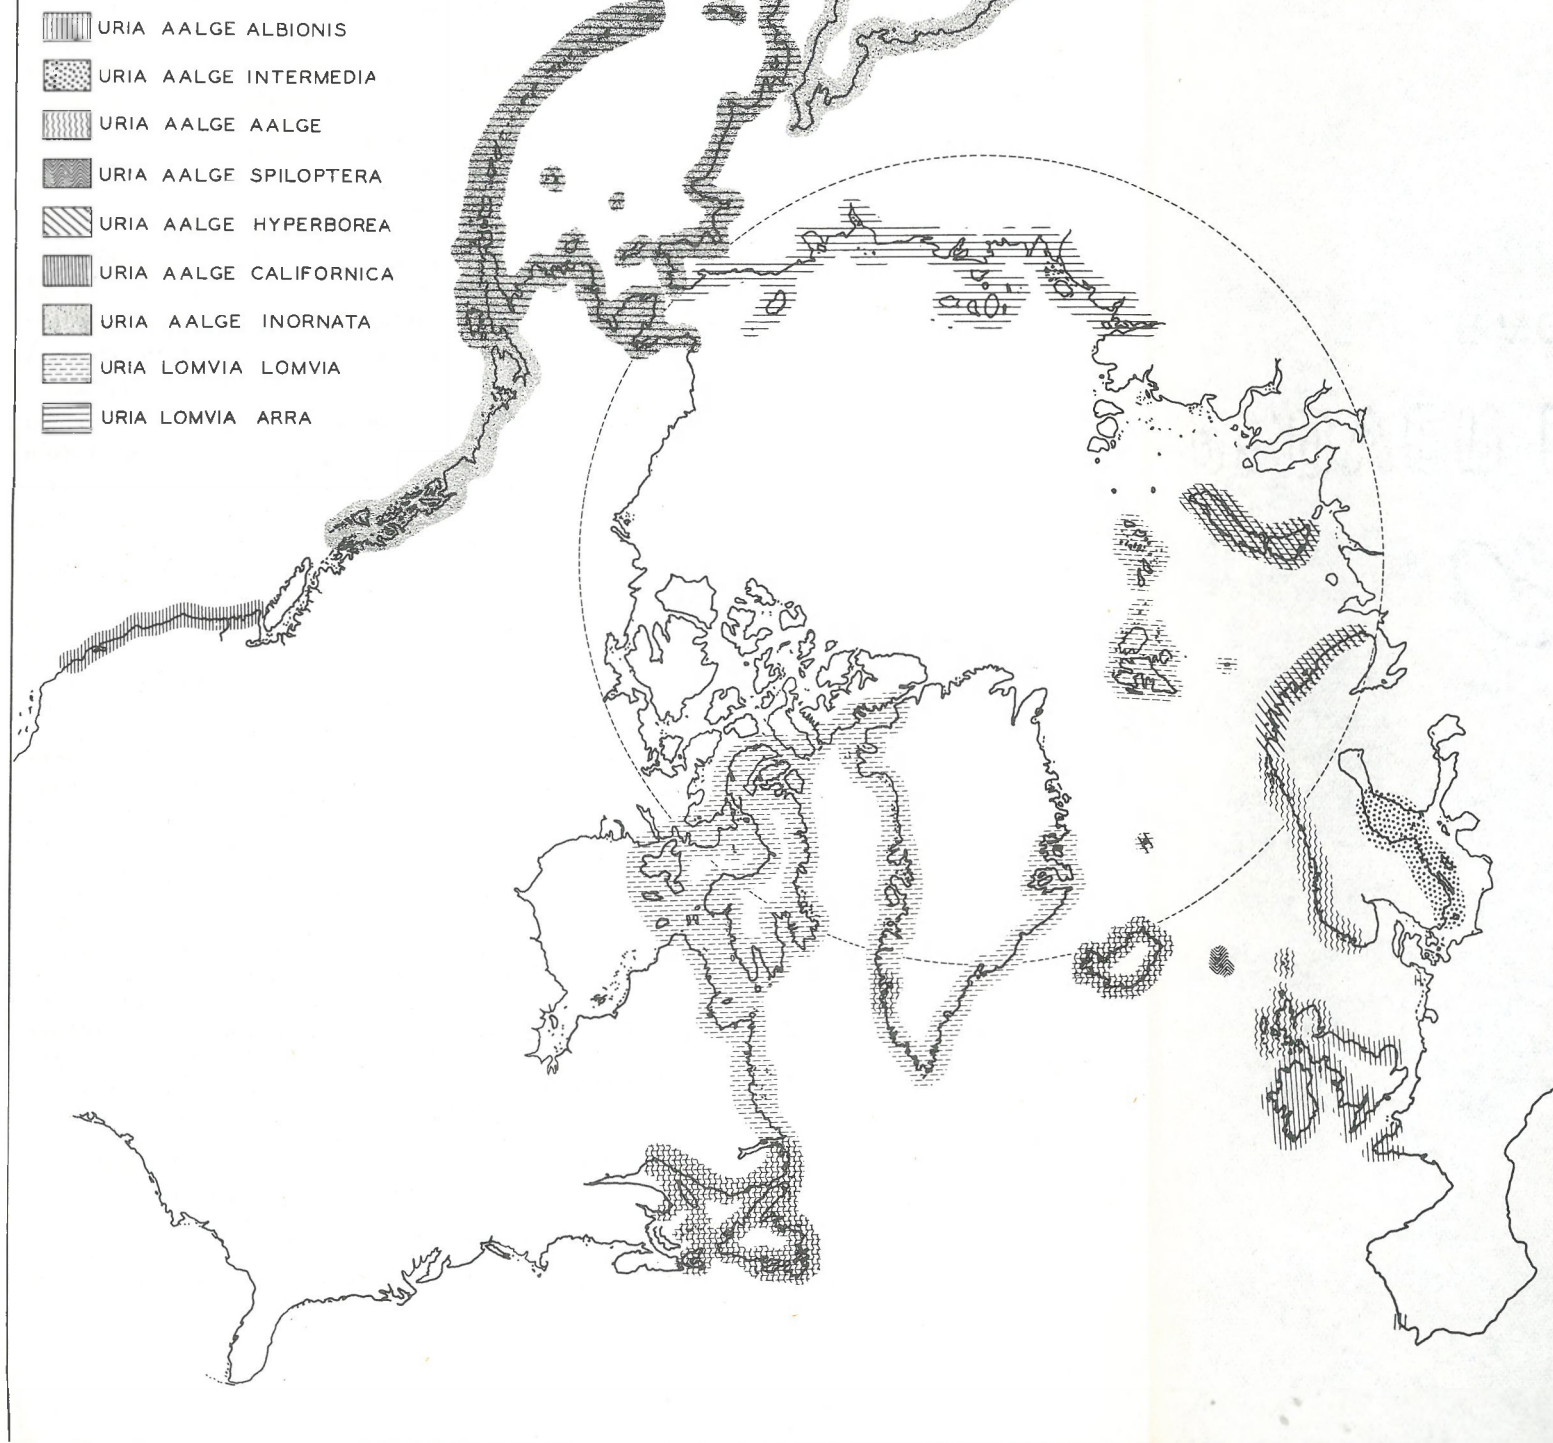 URIA AALGE ALBIONIS
URIA AALGE INTERMEDIA
URIA AALGE AALGE
URIA AALGE SPILOPTERA
URIA AALGE HYPERBOREA
URIA AALGE CALIFORNICA
URIA AALGE INORNATA
URIA LOMVIA LOMVIA
URIA LOMVIA ARRA